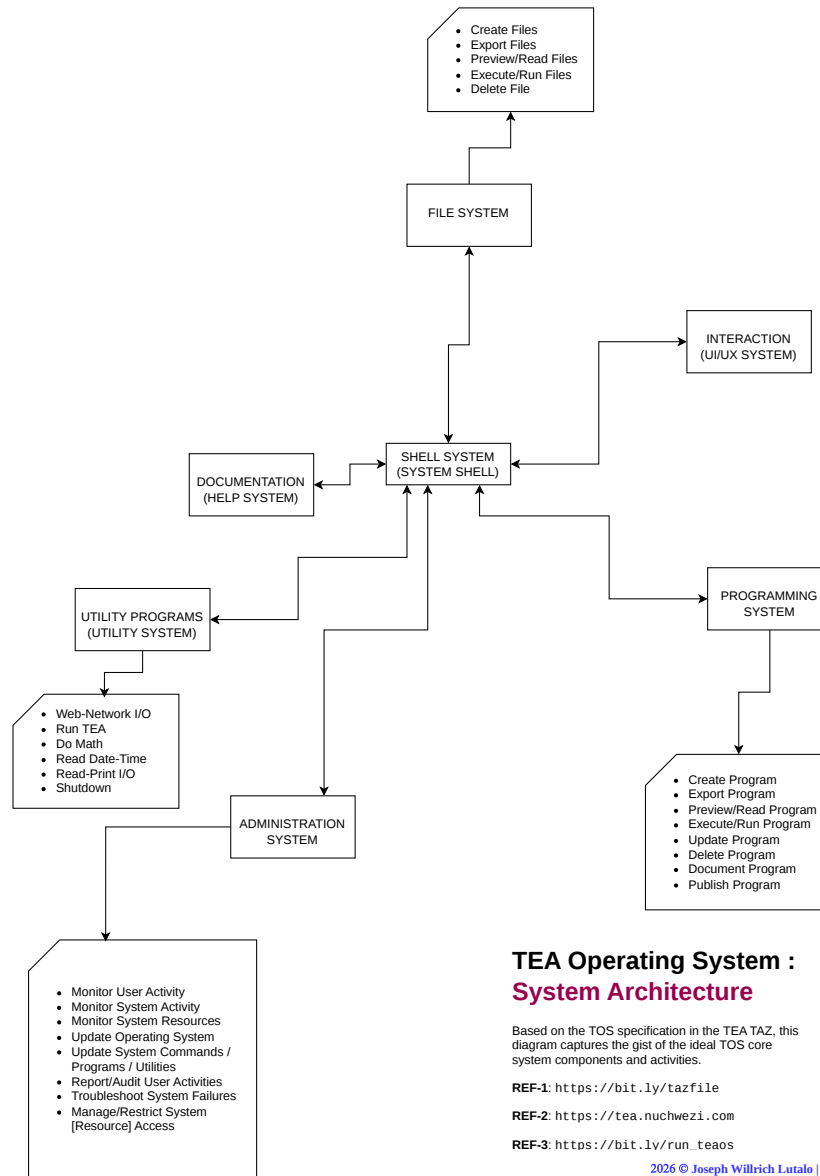 Create Files
Export Files
Preview/Read Files
Execute/Run Files
Delete File
FILE SYSTEM
INTERACTION
(UI/UX SYSTEM)
SHELL SYSTEM
(SYSTEM SHELL)
DOCUMENTATION
(HELP SYSTEM)
UTILITY PROGRAMS
(UTILITY SYSTEM)
PROGRAMMING
SYSTEM
Web-Network I/O
Run TEA
Do Math
Read Date-Time
Read-Print I/O
Shutdown
ADMINISTRATION
SYSTEM
Create Program
Export Program
Preview/Read Program
Execute/Run Program
Update Program
Delete Program
Document Program
Publish Program
Monitor User Activity
Monitor System Activity
Monitor System Resources
Update Operating System
Update System Commands /
Programs / Utilities
Report/Audit User Activities
Troubleshoot System Failures
Manage/Restrict System
[Resource] Access
TEA Operating System :
System Architecture
Based on the TOS specification in the TEA TAZ, this
diagram captures the gist of the ideal TOS core
system components and activities.
REF-1: https://bit.ly/tazfile
REF-2: https://tea.nuchwezi.com
REF-3: https://bit.ly/run_teaos
2026 © Joseph Willrich Lutalo |